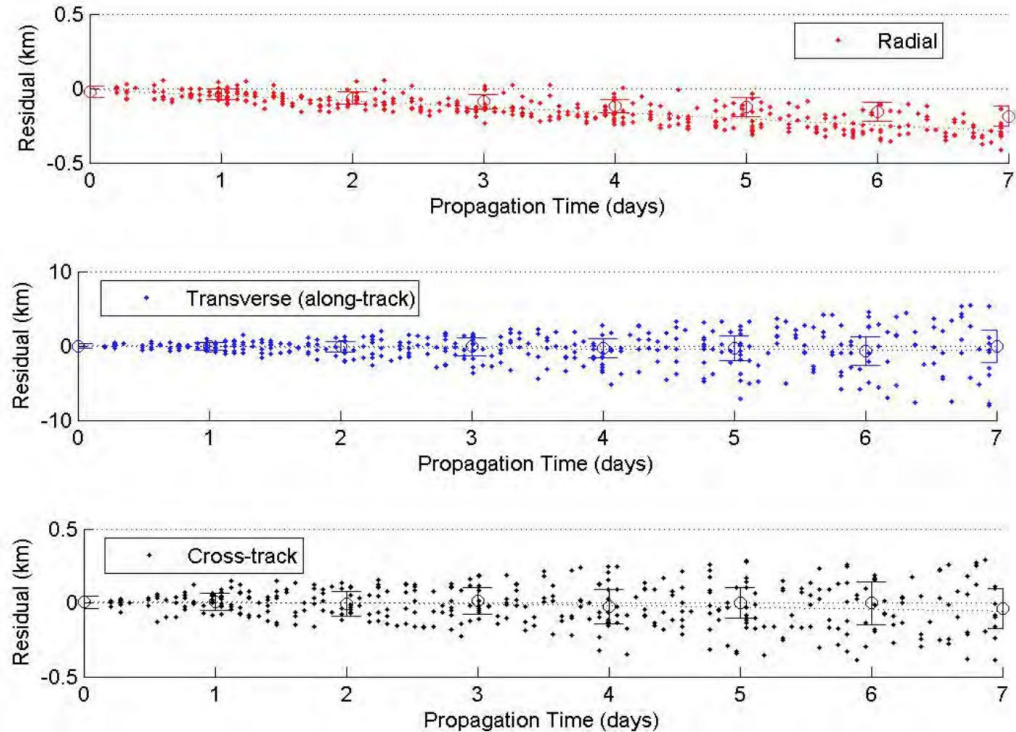 0.5
Radial
0
Residual (km)
-0.5
0 1 2 3 4 5 6 7
Propagation Time (days)
10
Transverse (along-track)
0
Residual (km)
-10
0 1 2 3 4 5 6 7
Propagation Time (days)
0.5
Cross-track
0
Residual (km)
-0.5
0 1 2 3 4 5 6 7
Propagation Time (days)